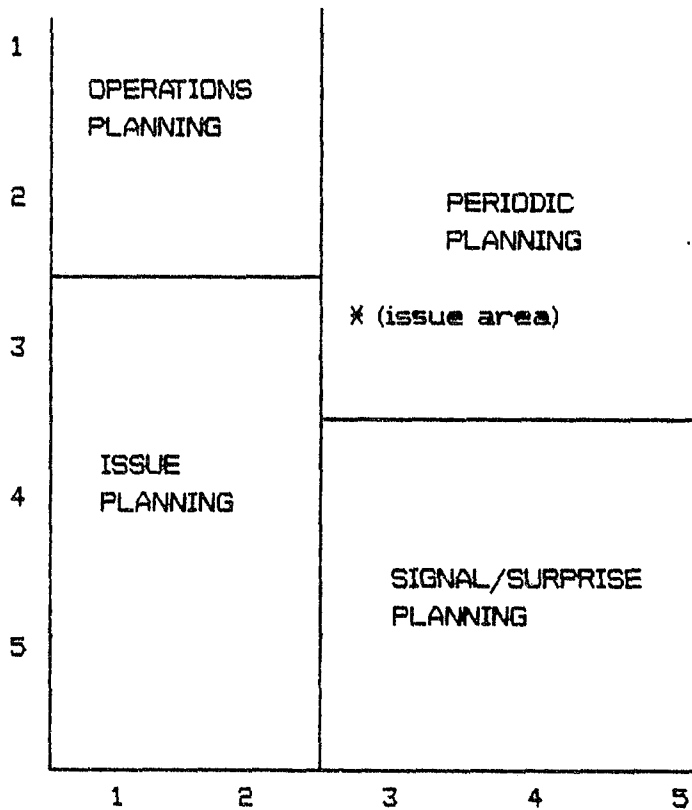 1
OPERATIONS
PLANNING
2
PERIODIC
PLANNING
* (issue area)
3
ISSUE
PLANNING
4
SIGNAL/SURPRISE
PLANNING
5
1 2 3 4 5